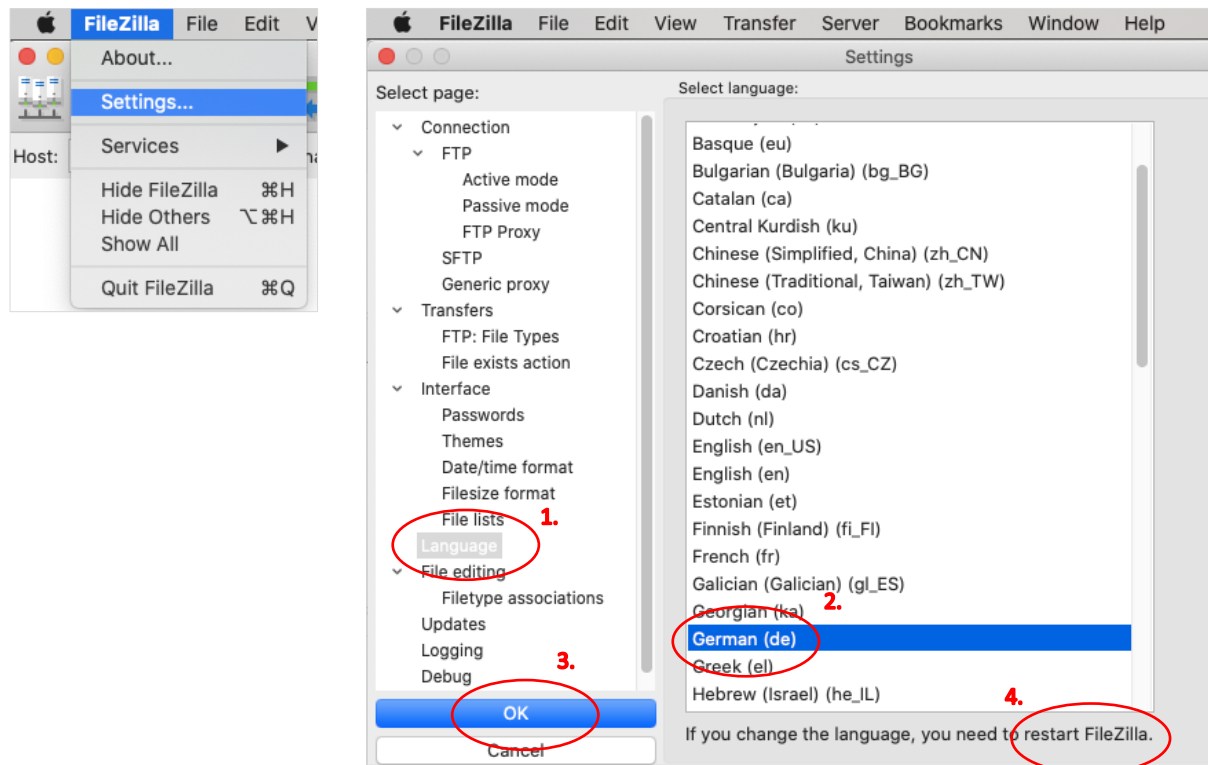 FileZilla File Edit
About...
Settings...
Services
Host:
Hide FileZilla ⌘H
Hide Others ⌥⌘H
Show All
Quit FileZilla ⌘Q
FileZilla File Edit View Transfer Server Bookmarks Window Help
Settings
Select page:
Connection
FTP
Active mode
Passive mode
FTP Proxy
SFTP
Generic proxy
Transfers
FTP: File Types
File exists action
Interface
Passwords
Themes
Date/time format
Filesize format
File lists
1.
Language
File editing
Filetype associations
Updates
Logging
3.
Debug
OK
Cancel
Select language:
Basque (eu)
Bulgarian (Bulgaria) (bg_BG)
Catalan (ca)
Central Kurdish (ku)
Chinese (Simplified, China) (zh_CN)
Chinese (Traditional, Taiwan) (zh_TW)
Corsican (co)
Croatian (hr)
Czech (Czechia) (cs_CZ)
Danish (da)
Dutch (nl)
English (en_US)
English (en)
Estonian (et)
Finnish (Finland) (fi_FI)
French (fr)
Galician (Galician) (gl_ES)
2.
Georgian (ka)
German (de)
Greek (el)
Hebrew (Israel) (he_IL)
4.
If you change the language, you need to restart FileZilla.